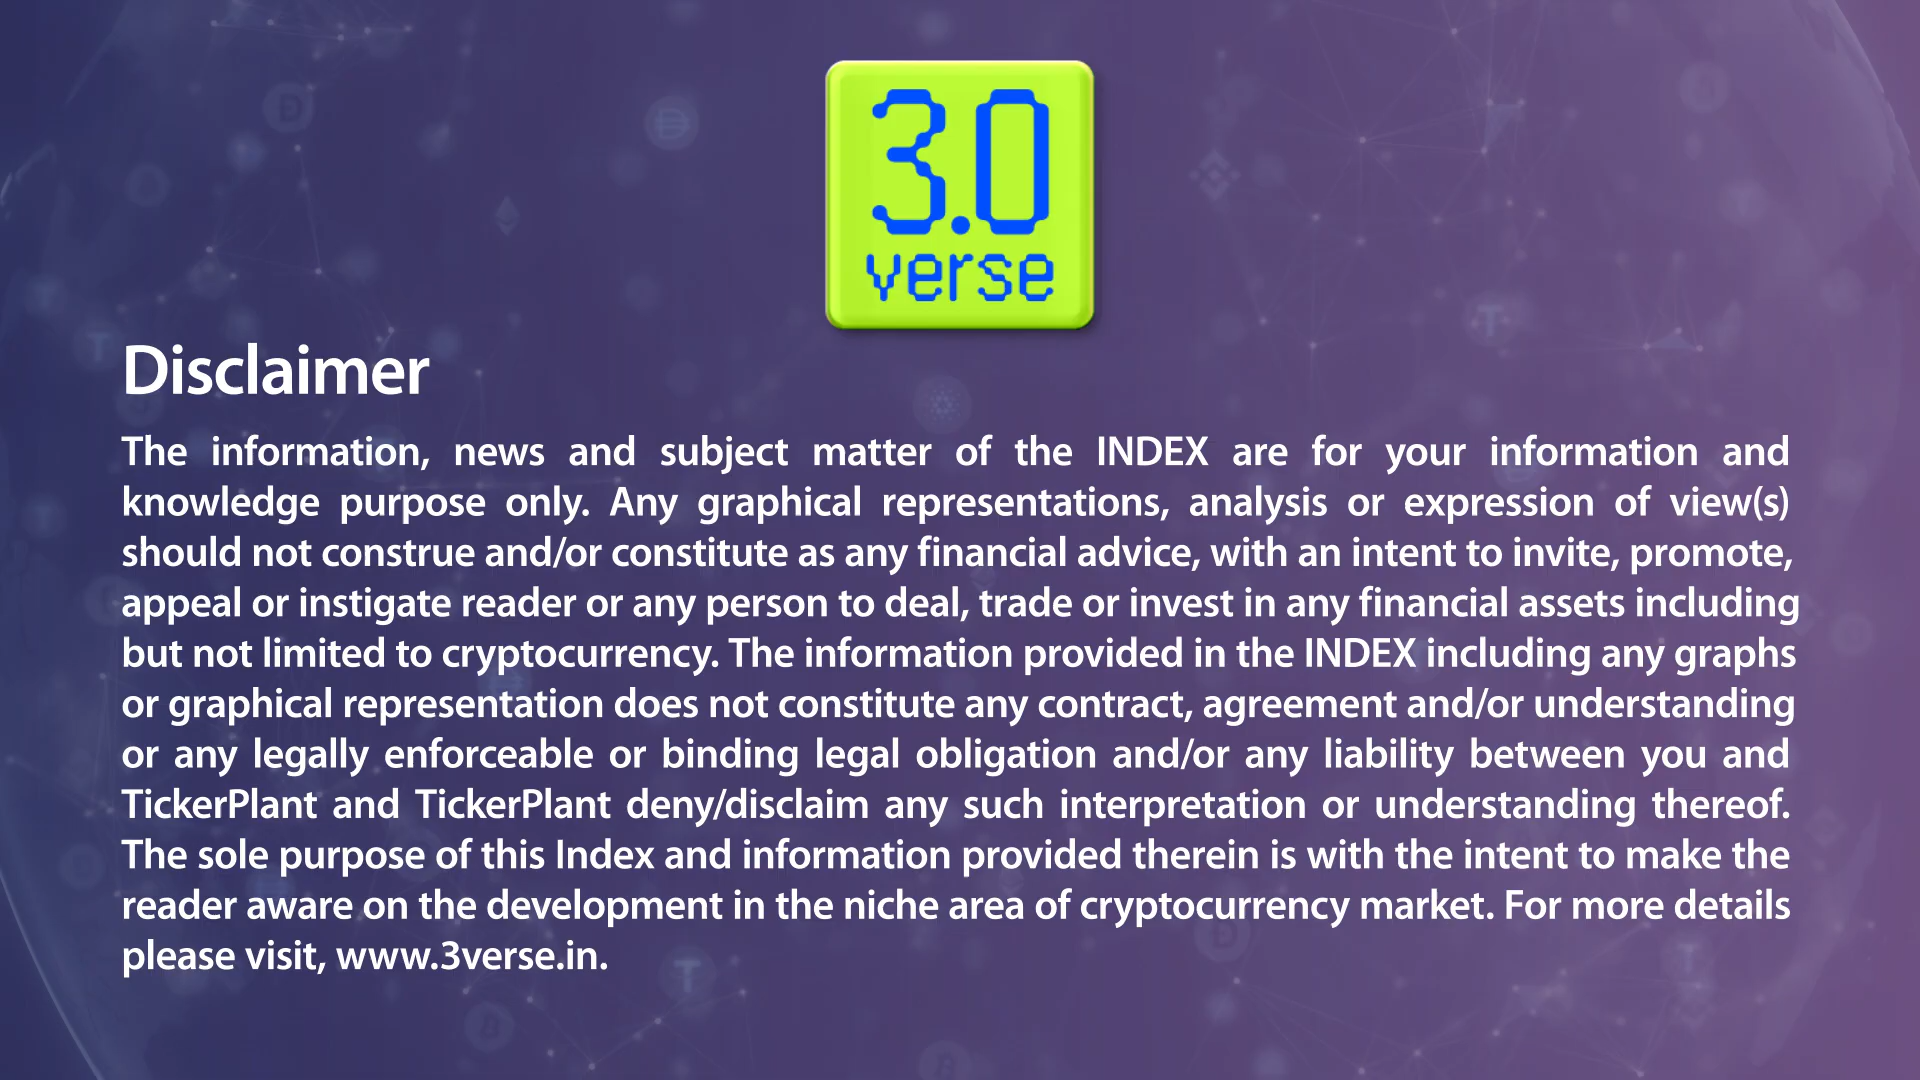 3.0
verse
Disclaimer
The information, news and subject matter of the INDEX are for your information and
knowledge purpose only. Any graphical representations, analysis or expression of view(s)
should not construe and/or constitute as any financial advice, with an intent to invite, promote,
appeal or instigate reader or any person to deal, trade or invest in any financial assets including
but not limited to cryptocurrency. The information provided in the INDEX including any graphs
or graphical representation does not constitute any contract, agreement and/or understanding
or any legally enforceable or binding legal obligation and/or any liability between you and
TickerPlant and TickerPlant deny/disclaim any such interpretation or understanding thereof.
The sole purpose of this Index and information provided therein is with the intent to make the
reader aware on the development in the niche area of cryptocurrency market. For more details
please visit, www.3verse.in.